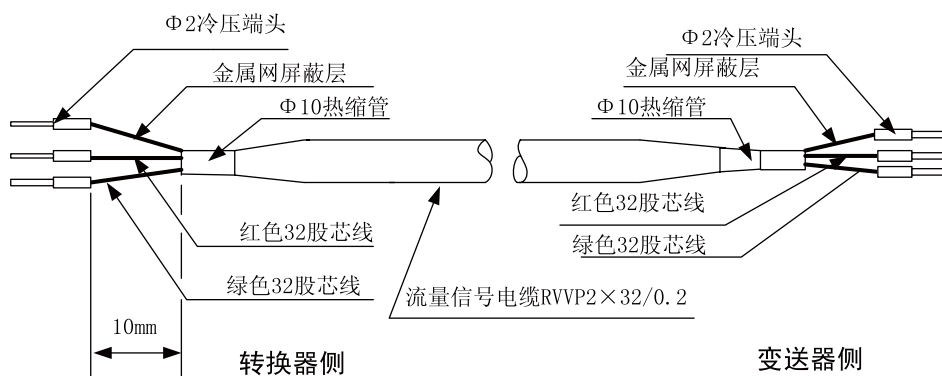 Φ2冷压端头
Φ2冷压端头
金属网屏蔽层
金属网屏蔽层
Φ10热缩管
Φ10热缩管
红色32股芯线
红色32股芯线
绿色32股芯线
绿色32股芯线
流量信号电缆RVVP2×32/0.2
10mm
转换器侧
变送器侧